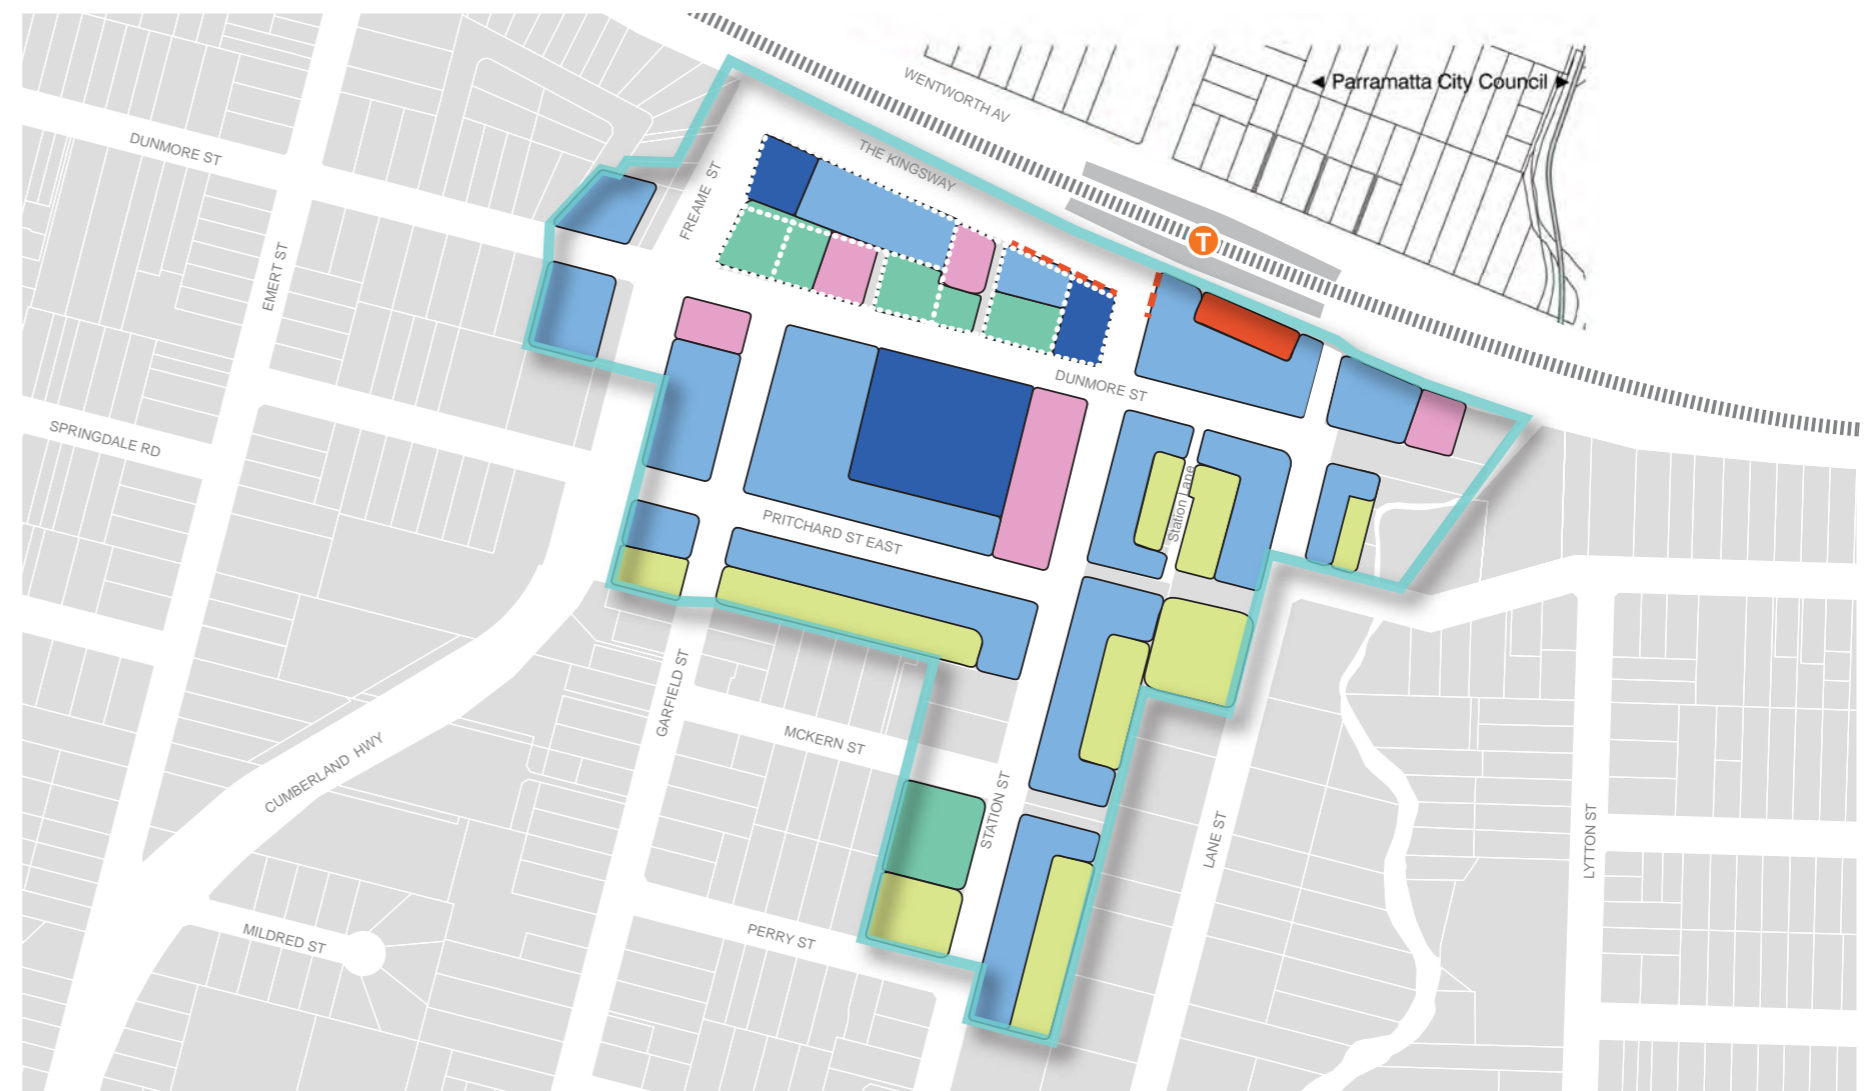 WENTWORTH AV
◄ Parramatta City Council ►
DUNMORE ST
THE KINGSWAY
FREAME ST
T
EMERT ST
DUNMORE ST
SPRINGDALE RD
Station Lane
PRITCHARD ST EAST
GARFIELD ST
MCKERN ST
CUMBERLAND HWY
STATION ST
LANE ST
LYTTON ST
MILDRED ST
PERRY ST